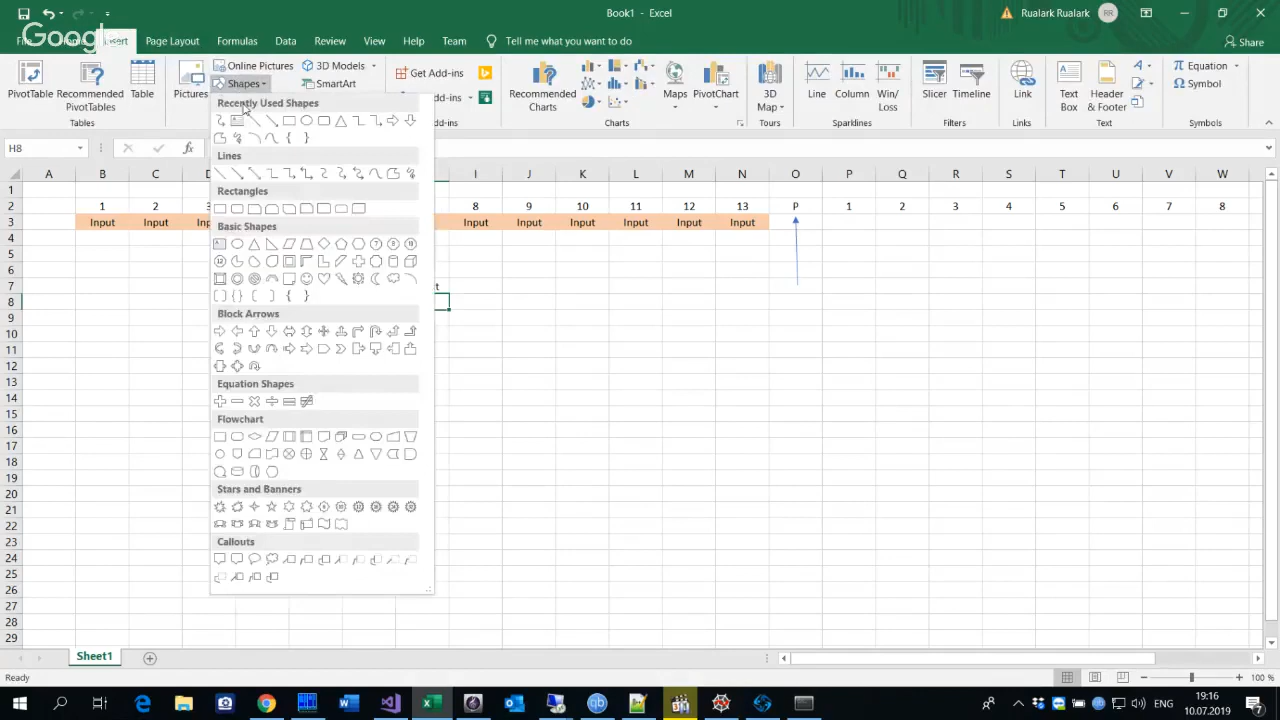 Book1 - Excel
Rualark Rualark
RR
Google
Insert
Page Layout
Formulas
Data
Review
View
Help
Team
Tell me what you want to do
Share
PivotTable
Recommended PivotTables
Table
Pictures
Online Pictures
Shapes
3D Models
SmartArt
Get Add-ins
Recommended Charts
Maps
PivotChart
3D Map
Line
Column
Win/Loss
Slicer
Timeline
Link
Text Box
Header & Footer
Equation
Symbol
Tables
Charts
Tours
Sparklines
Filters
Links
Text
Symbols
H8
fx
A B C I J K L M N O P Q R S T U V W
1
2 1 2 3 8 9 10 11 12 13 P 1 2 3 4 5 6 7 8
3 Input Input Input Input Input Input Input Input
4
5
6
7
8
9
10
11
12
13
14
15
16
17
18
19
20
21
22
23
24
25
26
27
28
29
Recently Used Shapes
Lines
Rectangles
Basic Shapes
Block Arrows
Equation Shapes
Flowchart
Stars and Banners
Callouts
Sheet1
Ready
100 %
ENG
19:16
10.07.2019